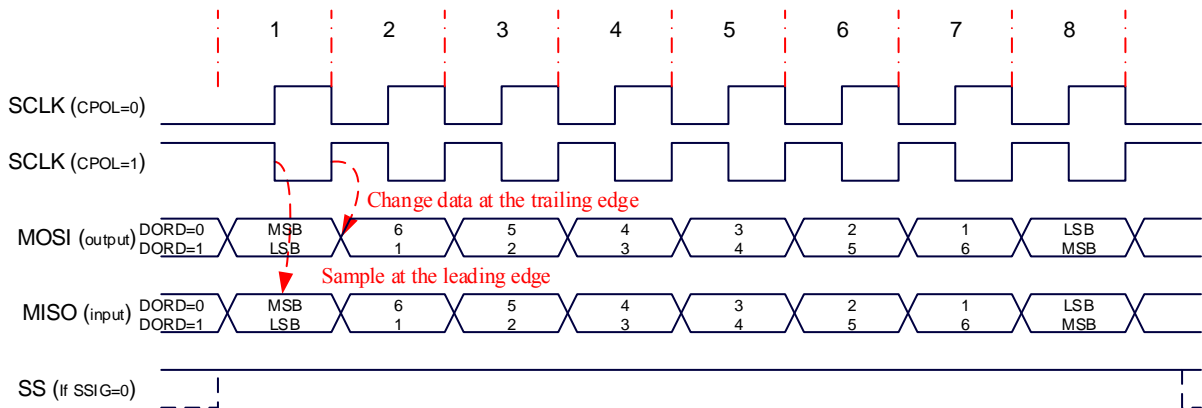 1 2 3 4 5 6 7 8
SCLK (CPOL=0)
SCLK (CPOL=1)
Change data at the trailing edge
MOSI (output) DORD=0 MSB 6 5 4 3 2 1 LSB
DORD=1 LSB 1 2 3 4 5 6 MSB
Sample at the leading edge
MISO (input) DORD=0 MSB 6 5 4 3 2 1 LSB
DORD=1 LSB 1 2 3 4 5 6 MSB
SS (If SSIG=0)